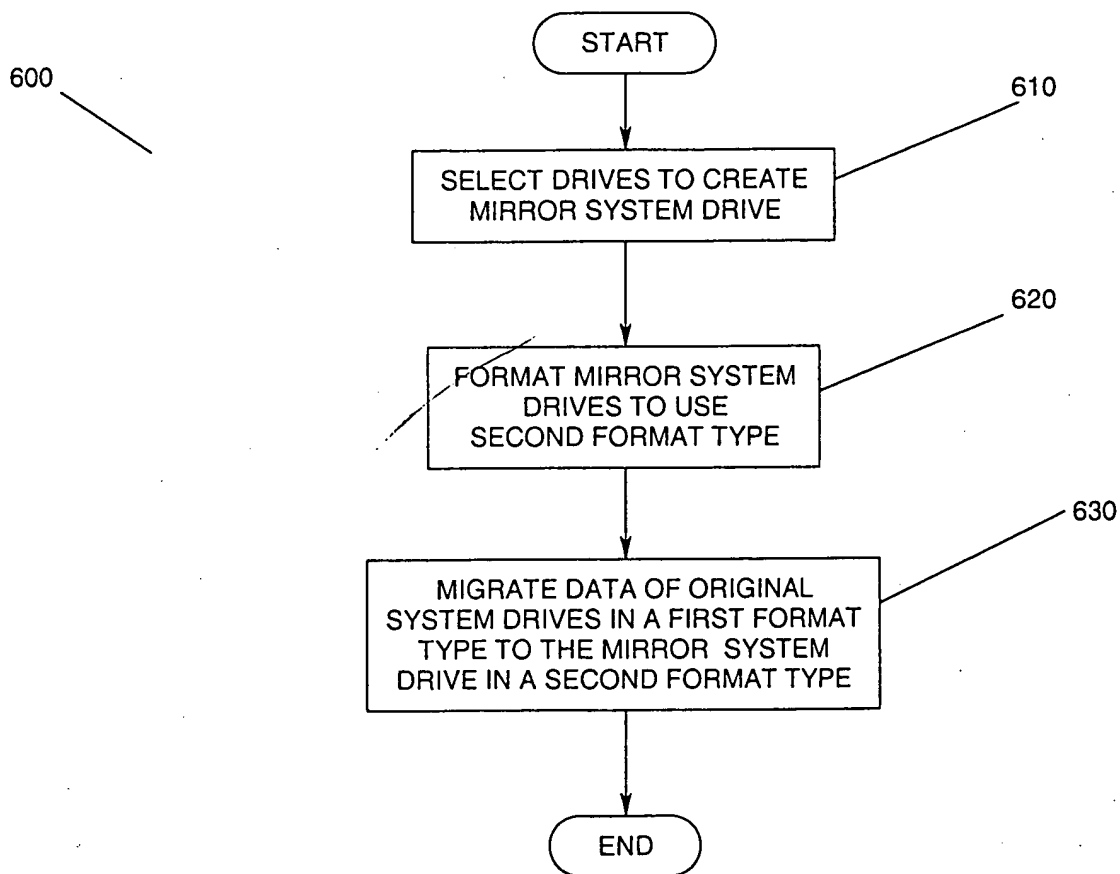 START
600
610
SELECT DRIVES TO CREATE
MIRROR SYSTEM DRIVE
620
FORMAT MIRROR SYSTEM
DRIVES TO USE
SECOND FORMAT TYPE
630
MIGRATE DATA OF ORIGINAL
SYSTEM DRIVES IN A FIRST FORMAT
TYPE TO THE MIRROR SYSTEM
DRIVE IN A SECOND FORMAT TYPE
END